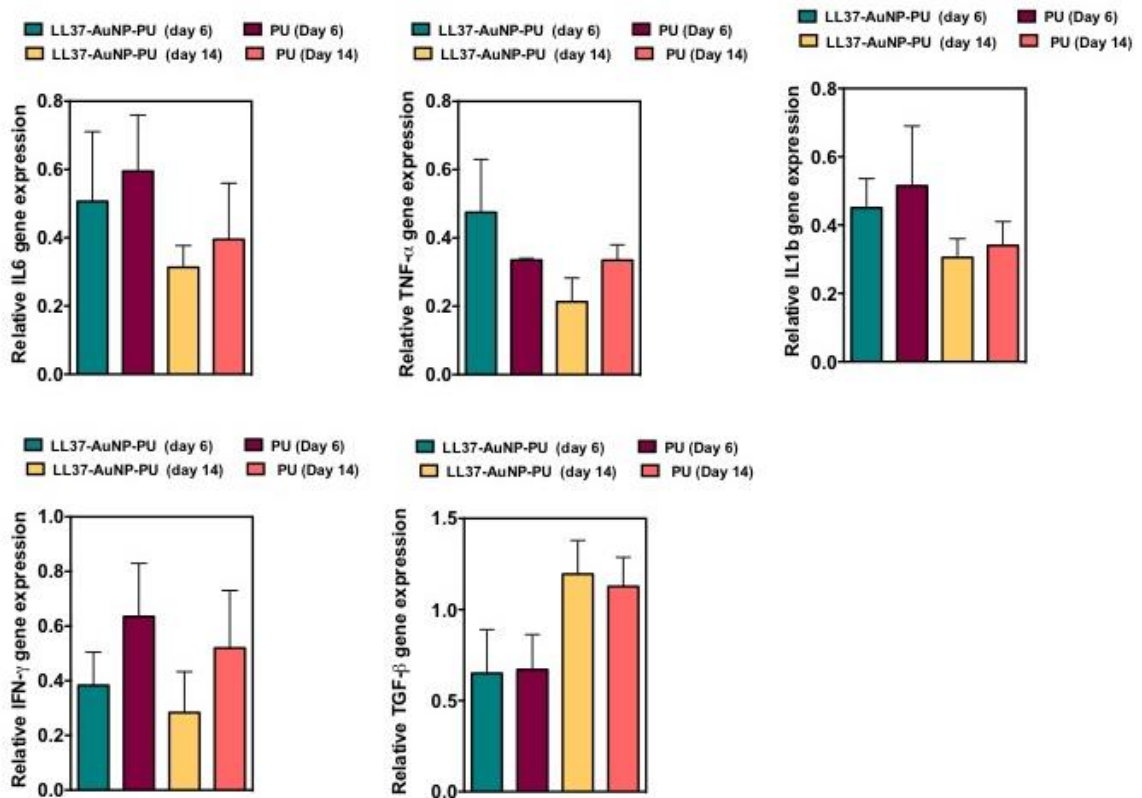 LL37-AuNP-PU (day 6) PU (Day 6)
LL37-AuNP-PU (day 14) PU (Day 14)
Relative IL6 gene expression
0.8
0.6
0.4
0.2
0.0
LL37-AuNP-PU (day 6) PU (Day 6)
LL37-AuNP-PU (day 14) PU (Day 14)
Relative TNF-α gene expression
0.8
0.6
0.4
0.2
0.0
LL37-AuNP-PU (day 6) PU (Day 6)
LL37-AuNP-PU (day 14) PU (Day 14)
Relative IL1b gene expression
0.8
0.6
0.4
0.2
0.0
LL37-AuNP-PU (day 6) PU (Day 6)
LL37-AuNP-PU (day 14) PU (Day 14)
Relative IFN-γ gene expression
1.0
0.8
0.6
0.4
0.2
0.0
LL37-AuNP-PU (day 6) PU (Day 6)
LL37-AuNP-PU (day 14) PU (Day 14)
Relative TGF-β gene expression
1.5
1.0
0.5
0.0